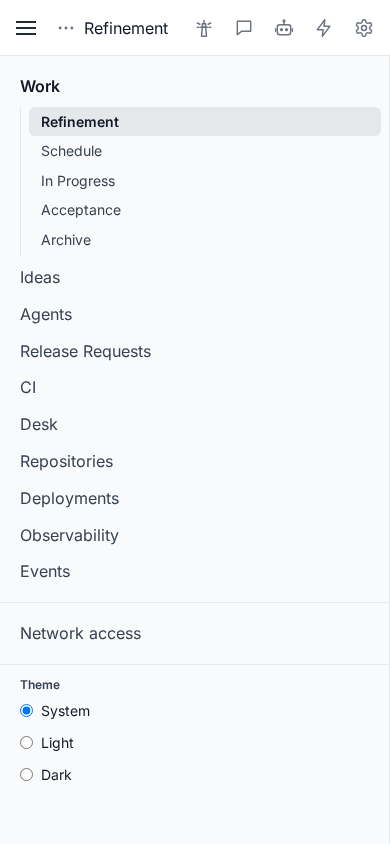 Refinement
Work
Refinement
Schedule
In Progress
Acceptance
Archive
Ideas
Agents
Release Requests
CI
Desk
Repositories
Deployments
Observability
Events
Network access
Theme
System
Light
Dark